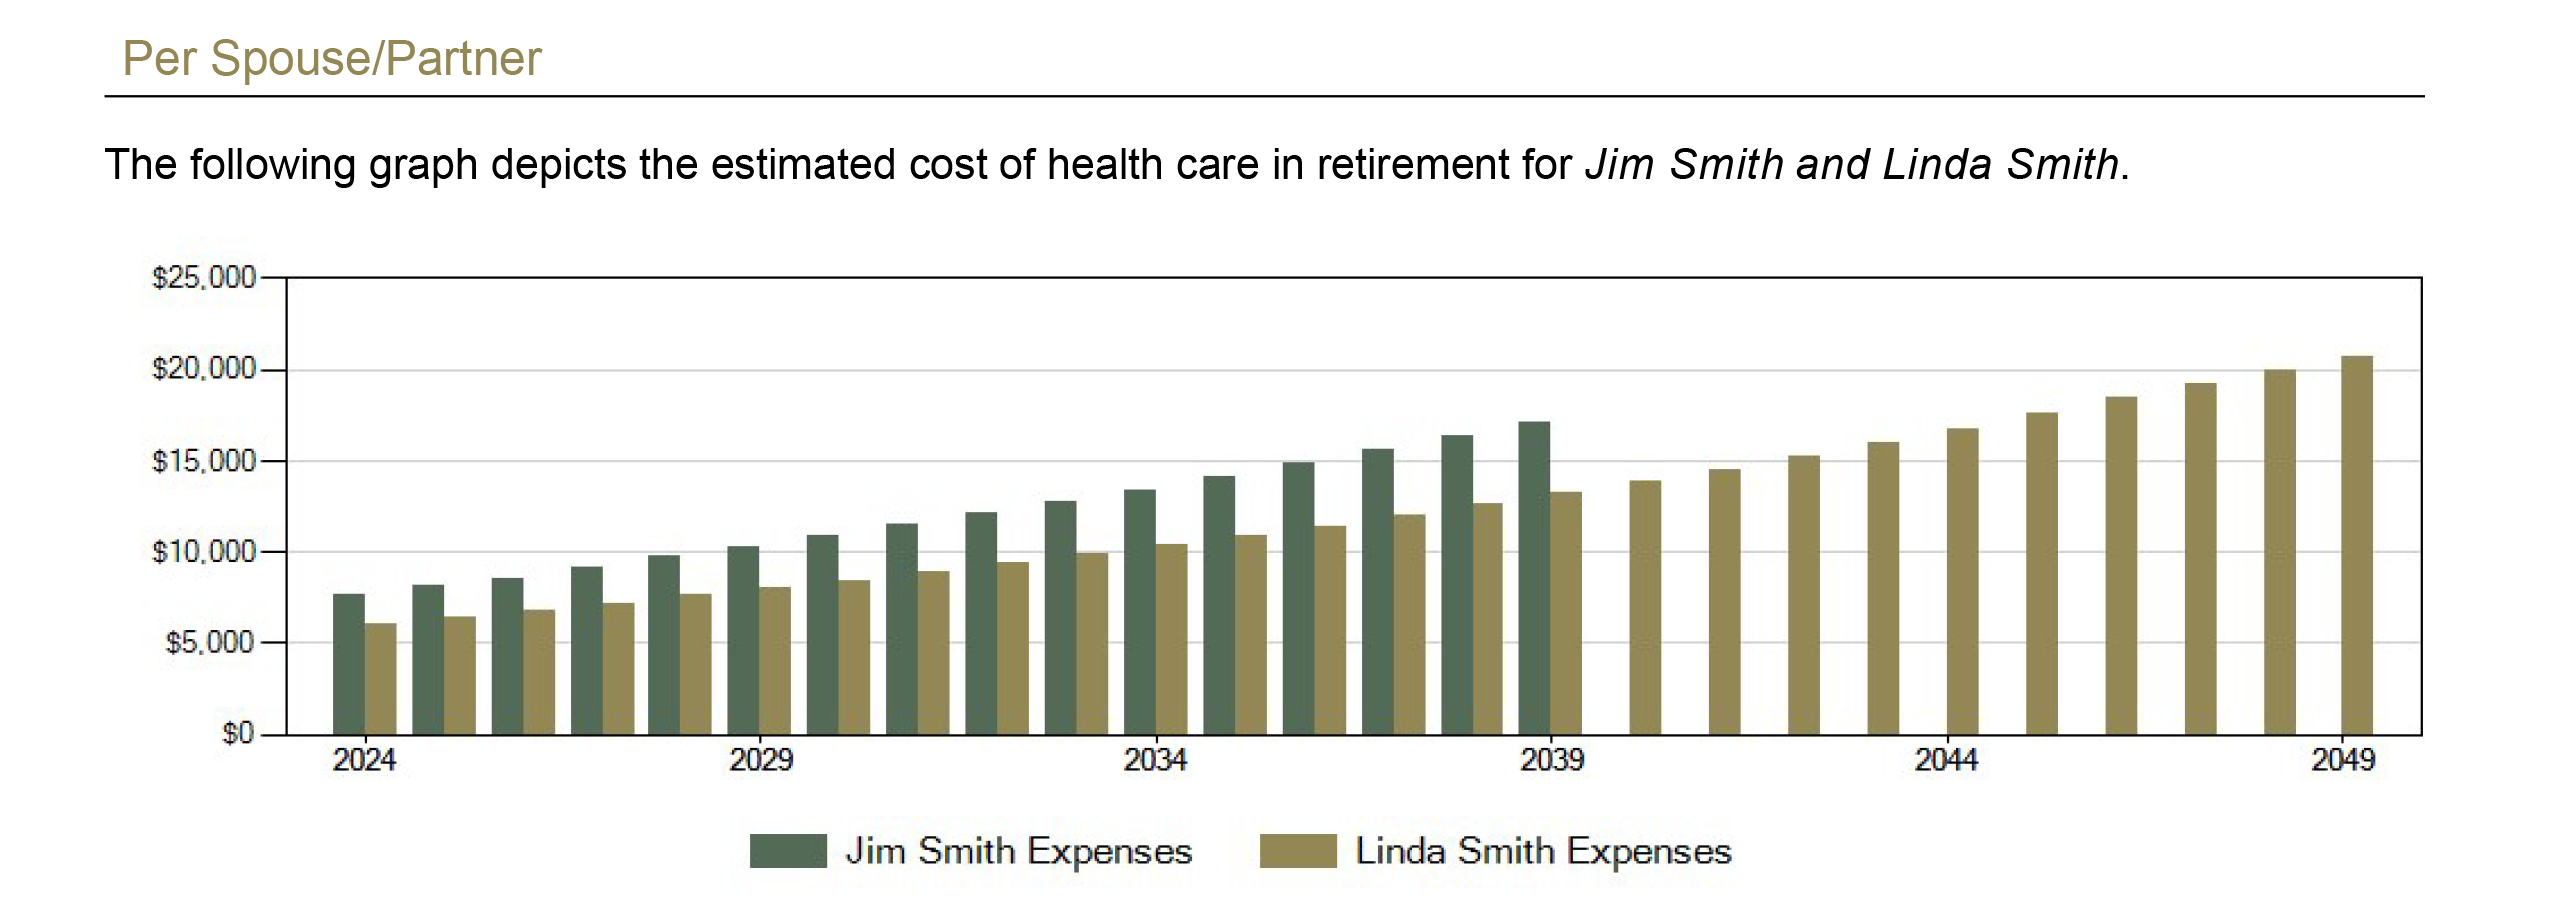 Per Spouse/Partner
The following graph depicts the estimated cost of health care in retirement for Jim Smith and Linda Smith.
$25,000
$20,000
$15,000
$10,000
$5,000
$0
2024 2029 2034 2039 2044 2049
Jim Smith Expenses Linda Smith Expenses